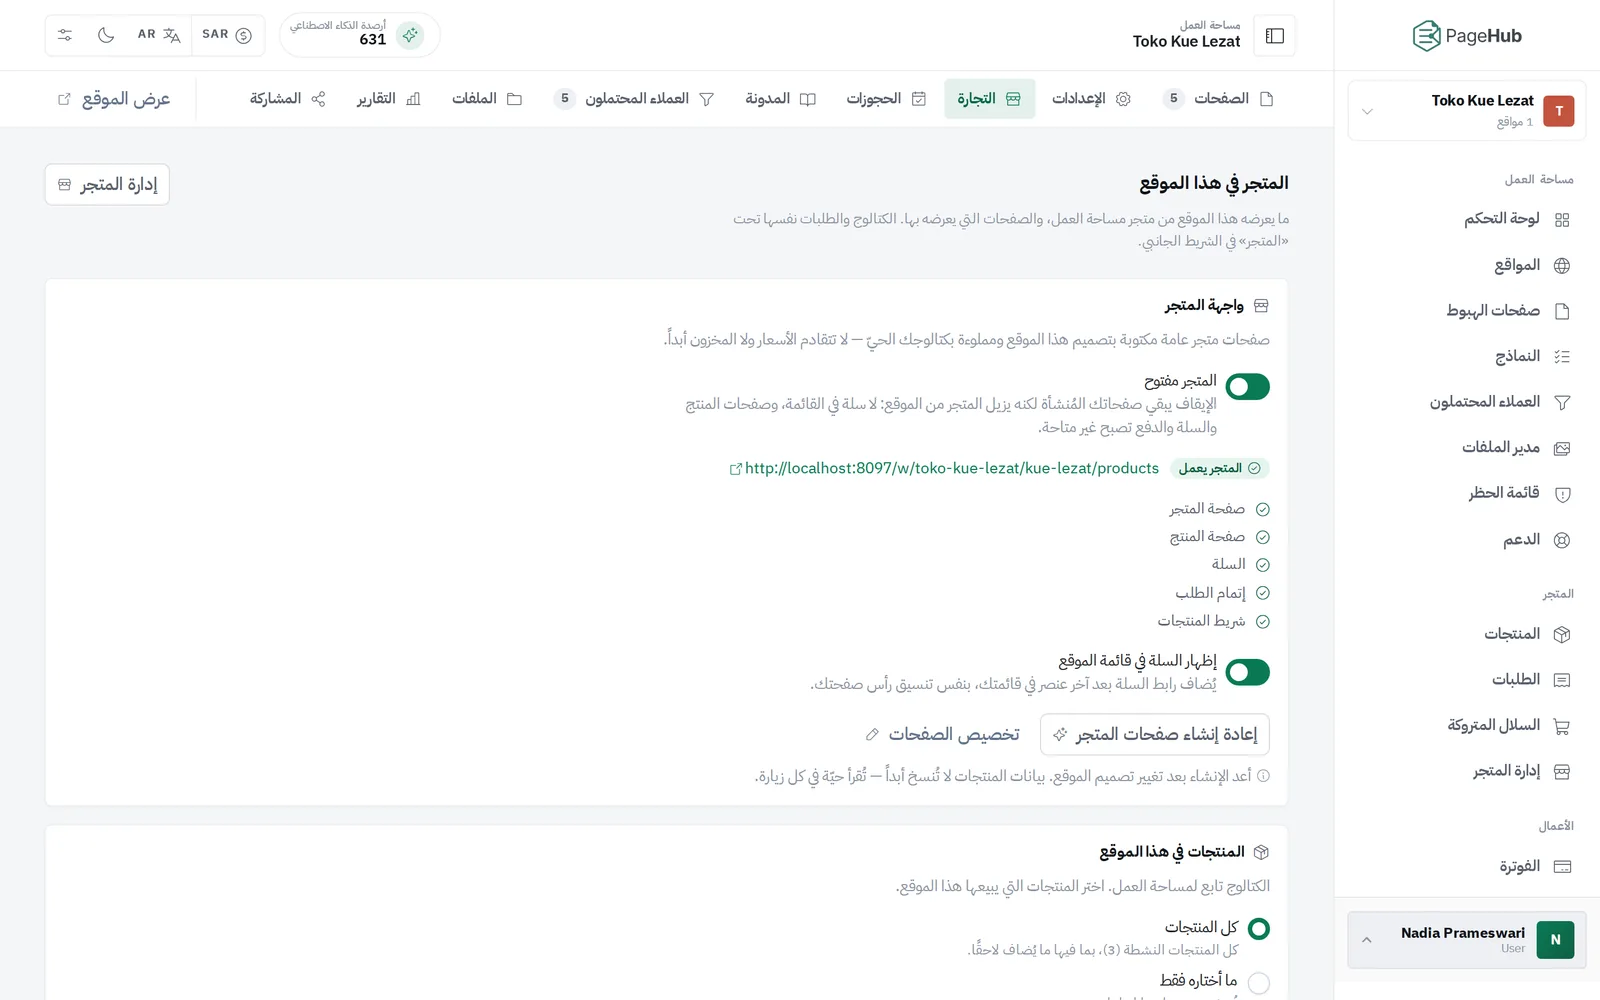 PageHub
مساحة العمل
Toko Kue Lezat
أرصدة الذكاء الاصطناعي
631
SAR
AR
Toko Kue Lezat
1 مواقع
T
الصفحات 5
الإعدادات
التجارة
الحجوزات
المدونة
العملاء المحتملون 5
الملفات
التقارير
المشاركة
عرض الموقع
مساحة العمل
لوحة التحكم
المواقع
صفحات الهبوط
النماذج
العملاء المحتملون
مدير الملفات
قائمة الحظر
الدعم
المتجر
المنتجات
الطلبات
السلال المتروكة
إدارة المتجر
الأعمال
الفوترة
Nadia Prameswari
User
N
المتجر في هذا الموقع
ما يعرضه هذا الموقع من متجر مساحة العمل، والصفحات التي يعرضه بها. الكتالوج والطلبات نفسها تحت
«المتجر» في الشريط الجانبي.
إدارة المتجر
واجهة المتجر
صفحات متجر عامة مكتوبة بتصميم هذا الموقع ومملوءة بكتالوجك الحيّ — لا تتقادم الأسعار ولا المخزون أبداً.
المتجر مفتوح
الإيقاف يبقي صفحاتك المُنشأة لكنه يزيل المتجر من الموقع: لا سلة في القائمة، وصفحات المنتج
والسلة والدفع تصبح غير متاحة.
المتجر يعمل http://localhost:8097/w/toko-kue-lezat/kue-lezat/products
صفحة المتجر
صفحة المنتج
السلة
إتمام الطلب
شريط المنتجات
إظهار السلة في قائمة الموقع
يُضاف رابط السلة بعد آخر عنصر في قائمتك، بنفس تنسيق رأس صفحتك.
إعادة إنشاء صفحات المتجر
تخصيص الصفحات
أعد الإنشاء بعد تغيير تصميم الموقع. بيانات المنتجات لا تُنسخ أبداً — تُقرأ حيّة في كل زيارة.
المنتجات في هذا الموقع
الكتالوج تابع لمساحة العمل. اختر المنتجات التي يبيعها هذا الموقع.
كل المنتجات
كل المنتجات النشطة (3)، بما فيها ما يُضاف لاحقًا.
ما أختاره فقط